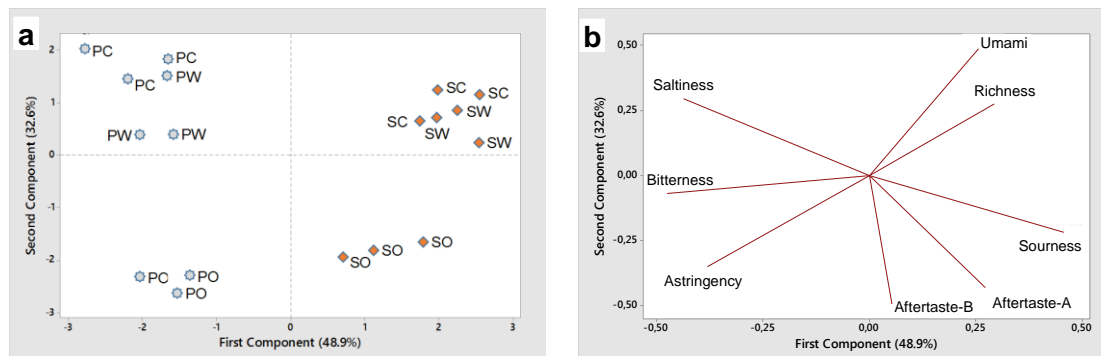 a
PC
PC
PC
PW
PW
PW
SC
SC
SC
SW
SW
SW
SO
SO
SO
PO
PO
PO
2
1
0
-1
-2
-3
-3
-2
-1
0
1
2
3
Second Component (32.6%)
First Component (48.9%)
b
Umami
Saltiness
Richness
Bitterness
Sourness
Astringency
Aftertaste-B
Aftertaste-A
0,50
0,25
0,00
-0,25
-0,50
-0,50
-0,25
0,00
0,25
0,50
Second Component (32.6%)
First Component (48.9%)